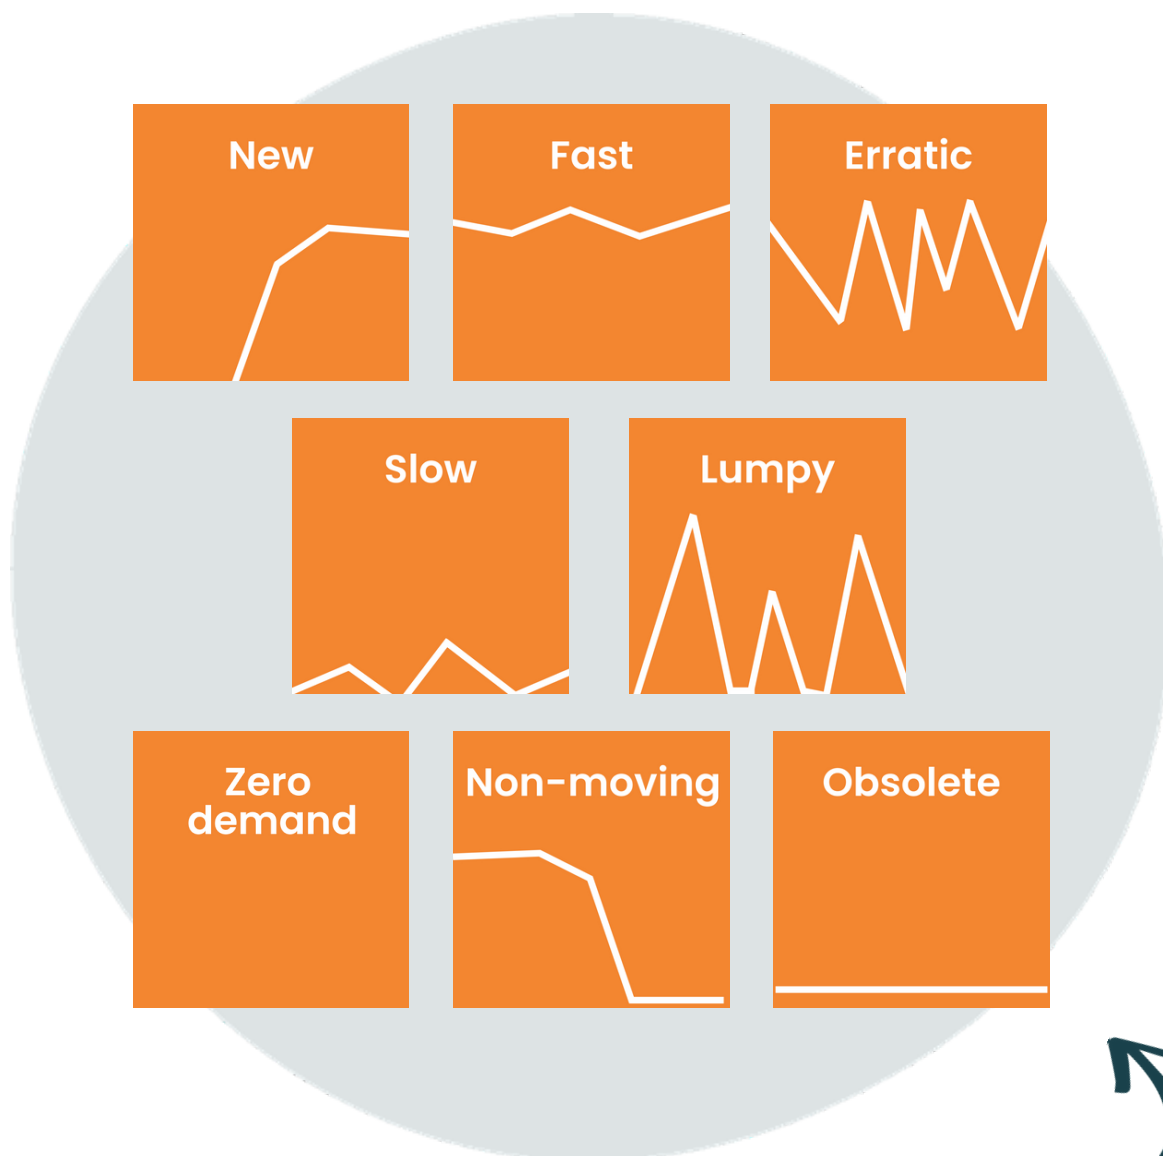 New
Fast
Erratic
Slow
Lumpy
Zero
demand
Non-moving
Obsolete